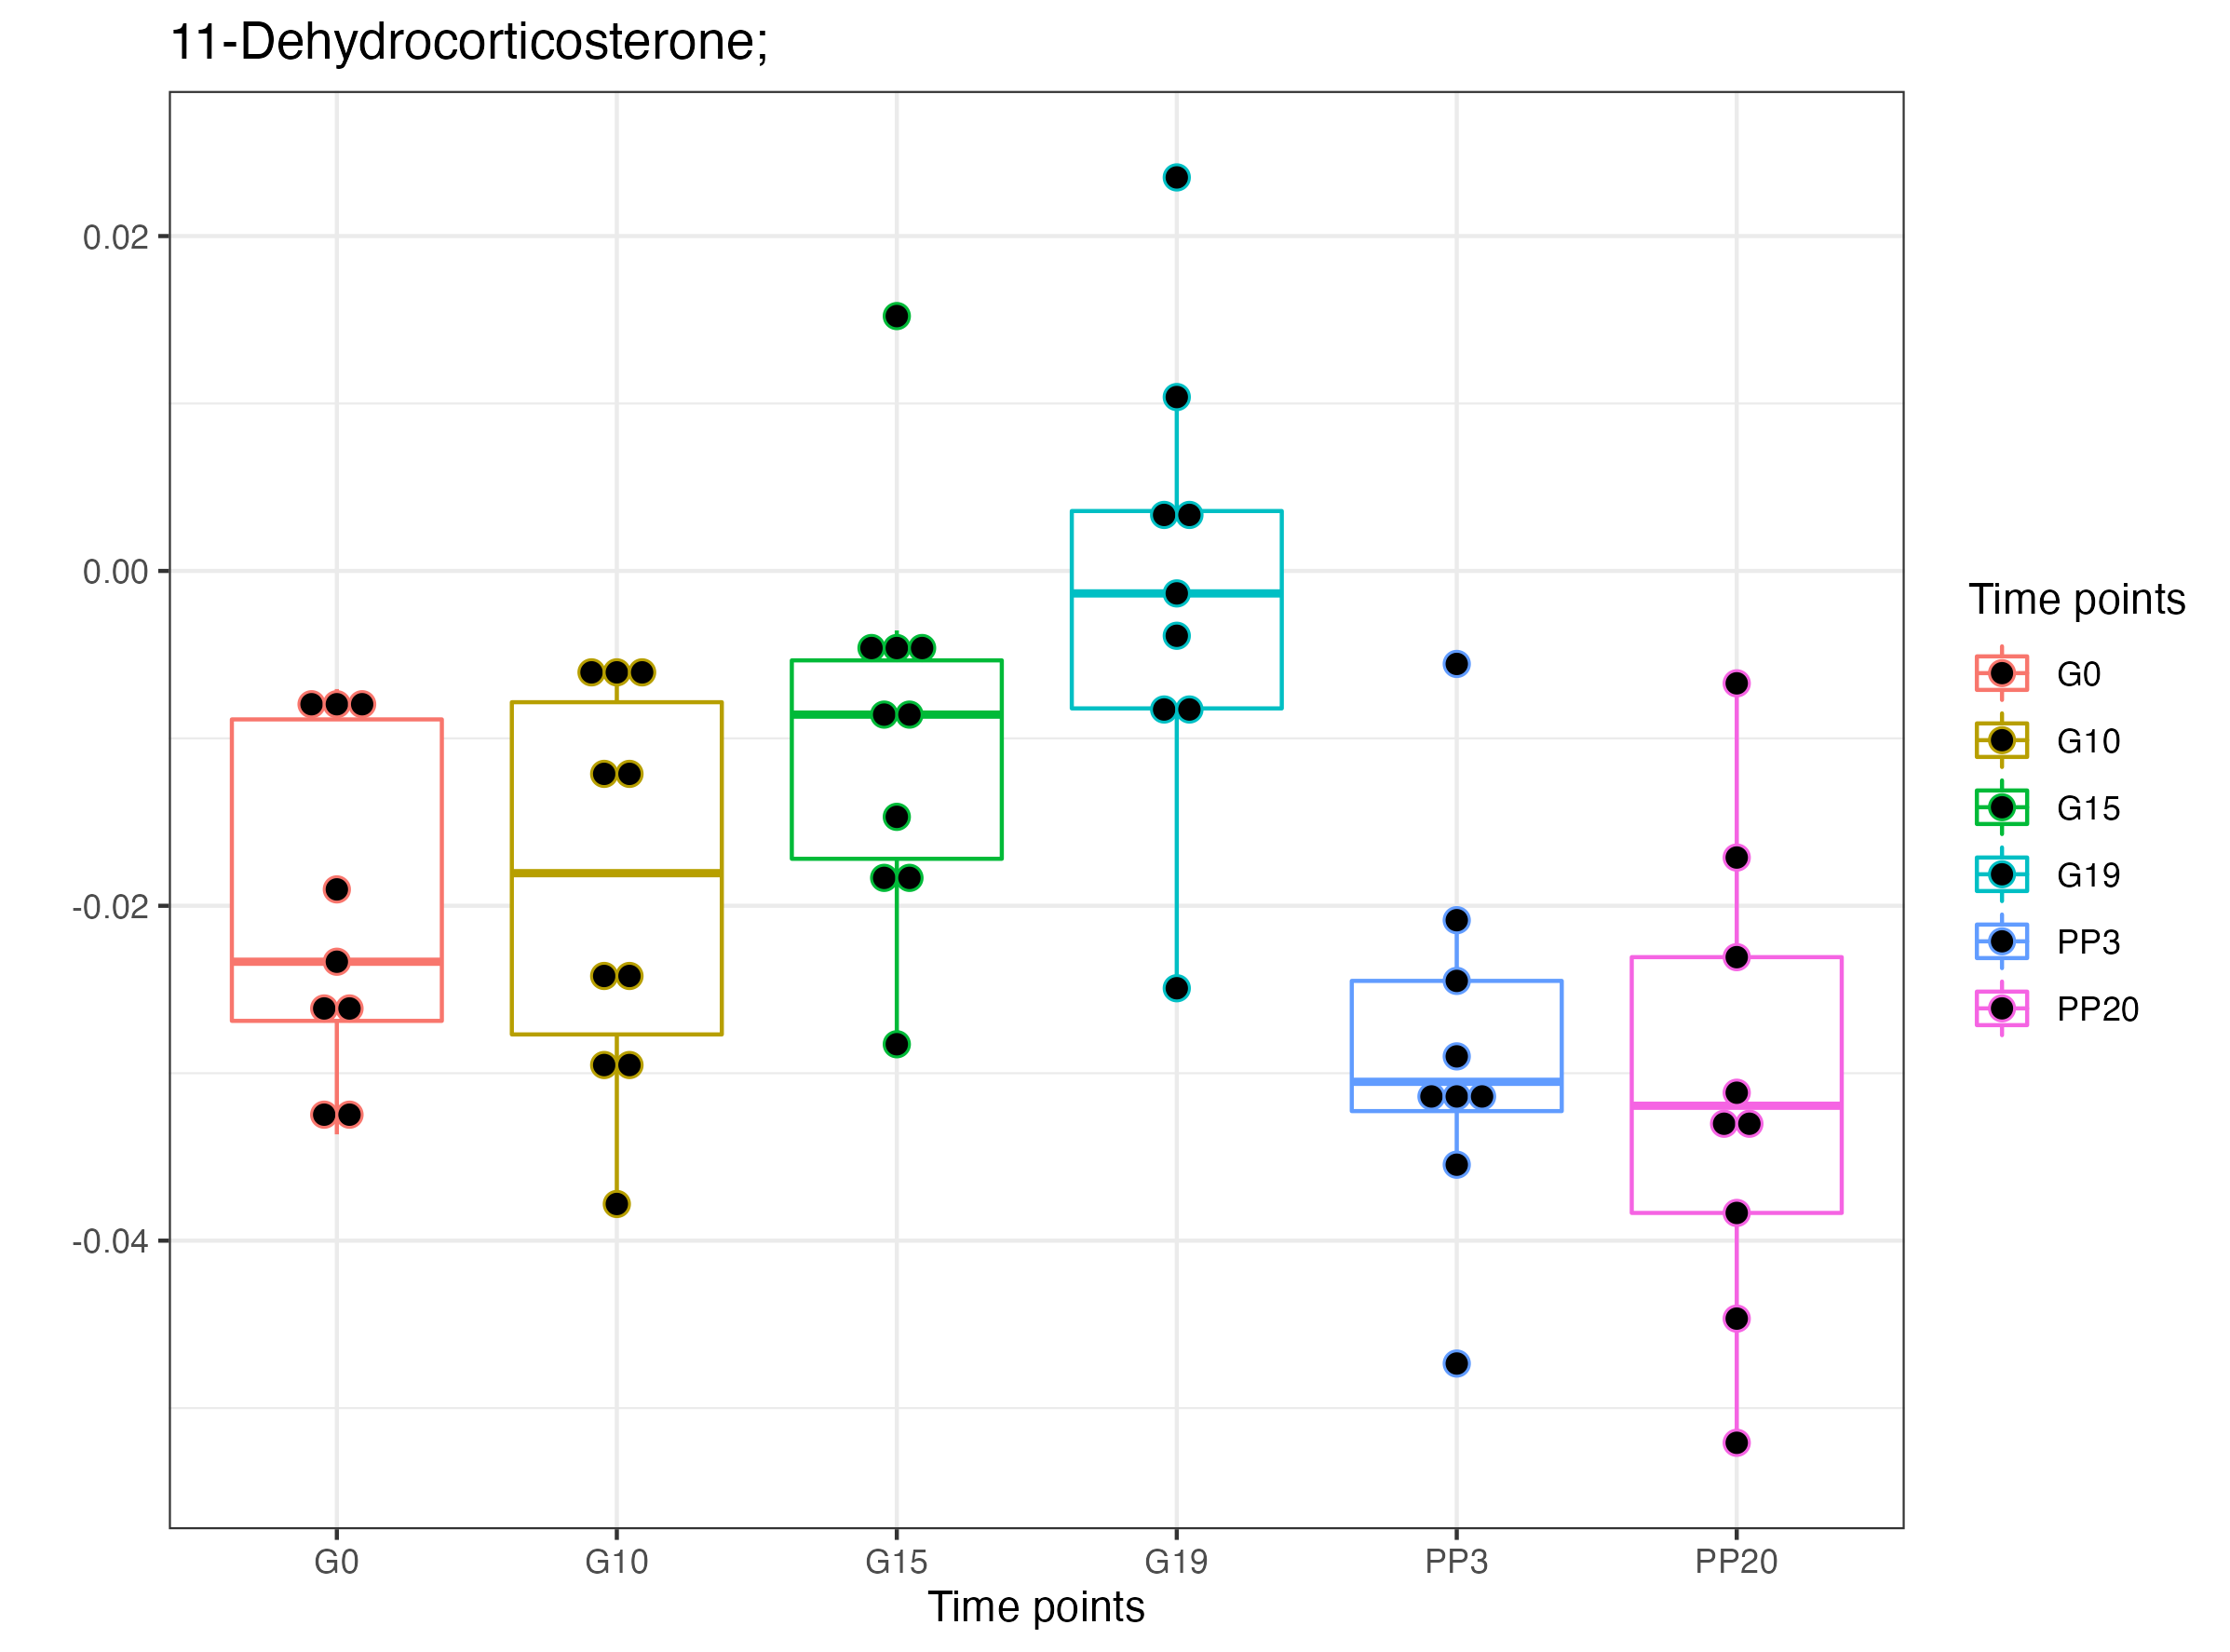 11-Dehydrocorticosterone;
0.02
0.00
-0.02
-0.04
G0 G10 G15 G19 PP3 PP20
Time points
Time points
G0
G10
G15
G19
PP3
PP20